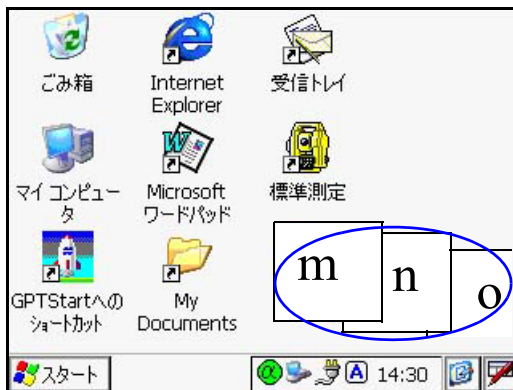 ごみ箱
Internet
Explorer
受信トレイ
マイ コンピュー
タ
Microsoft
ワードパッド
標準測定
GPTStartへの
ショートカット
My
Documents
m
n
o
スタート
A
14:30